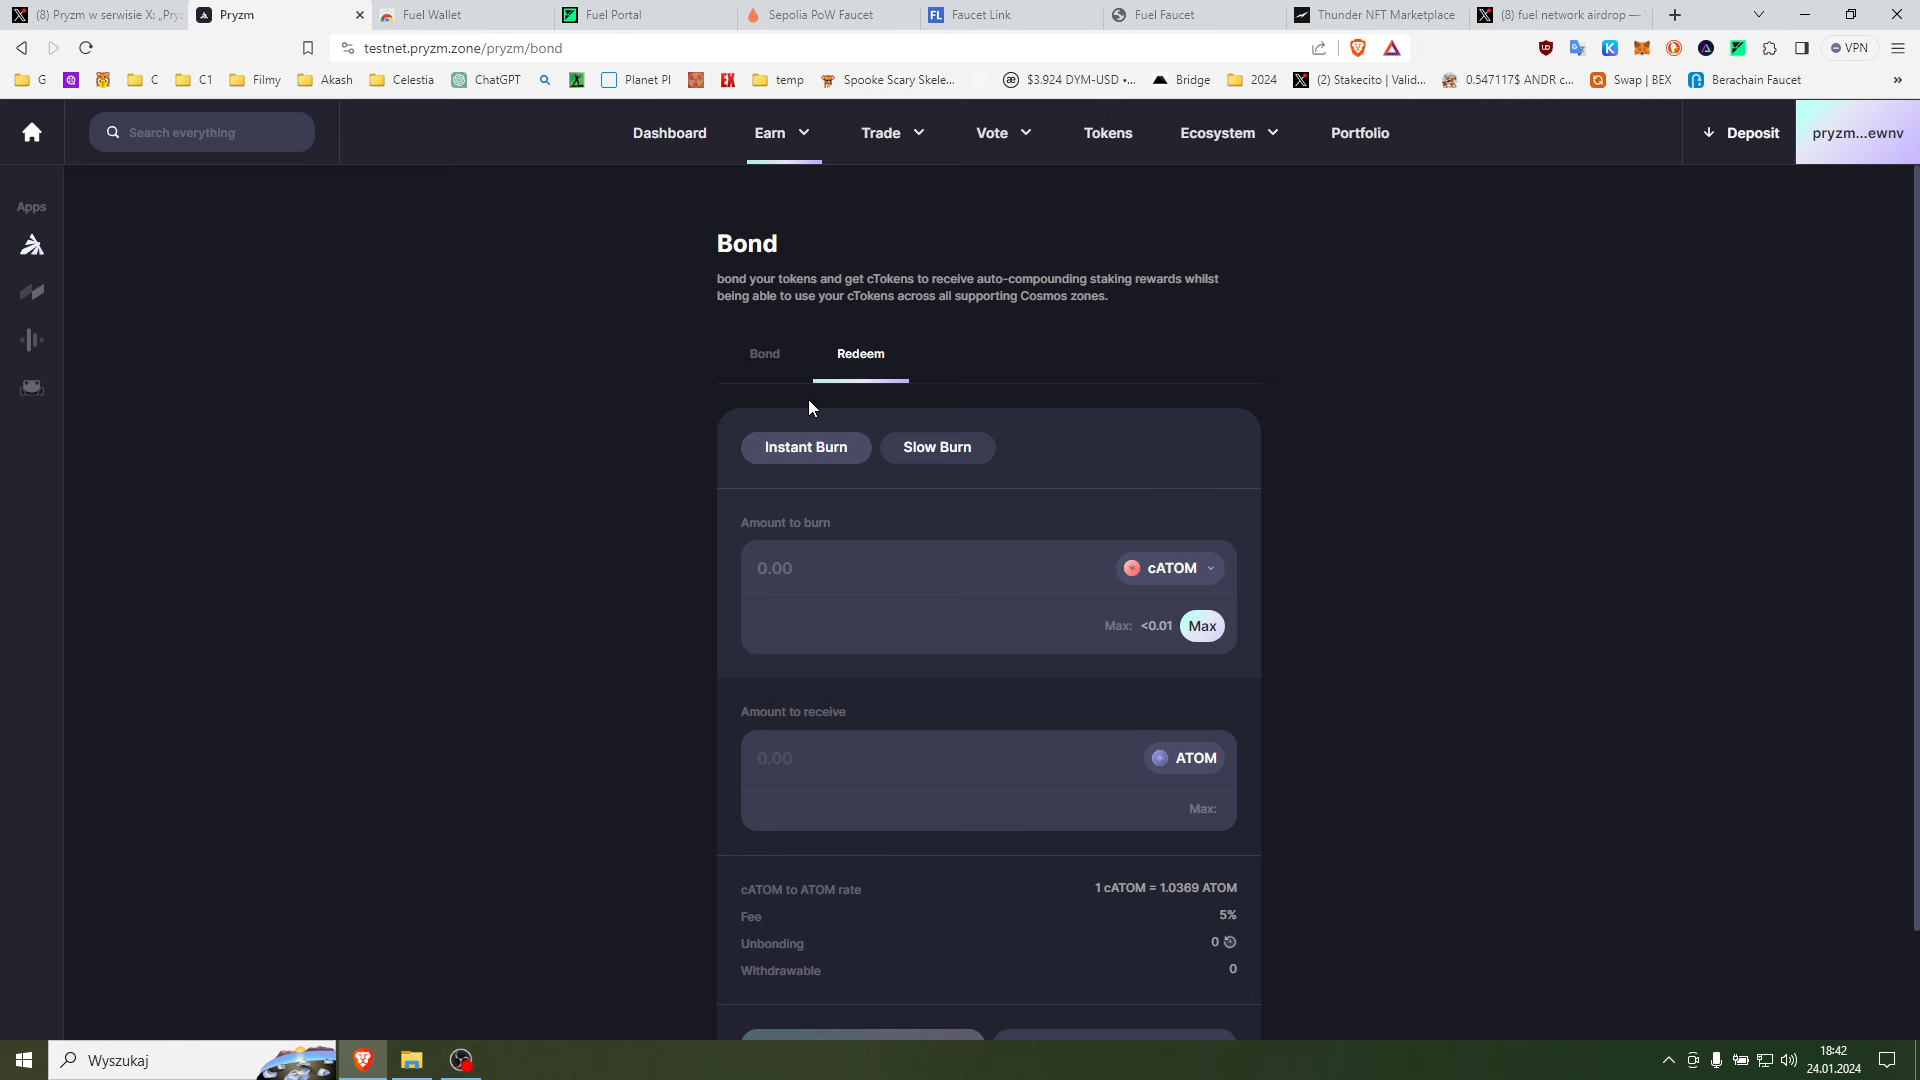 (8) Pryzm w serwisie X: „Pry
Pryzm
Fuel Wallet
Fuel Portal
Sepolia PoW Faucet
Faucet Link
Fuel Faucet
Thunder NFT Marketplace
(8) fuel network airdrop —
testnet.pryzm.zone/pryzm/bond
VPN
G
C
C1
Filmy
Akash
Celestia
ChatGPT
EX
Planet PI
temp
Spooke Scary Skele...
$3.924 DYM-USD •...
Bridge
2024
(2) Stakecito | Valid...
0.547117$ ANDR c...
Swap | BEX
Berachain Faucet
Search everything
Dashboard
Earn
Trade
Vote
Tokens
Ecosystem
Portfolio
Deposit
pryzm...ewnv
Apps
Bond
bond your tokens and get cTokens to receive auto-compounding staking rewards whilst
being able to use your cTokens across all supporting Cosmos zones.
Bond
Redeem
Instant Burn
Slow Burn
Amount to burn
0.00
cATOM
Max: <0.01
Max
Amount to receive
0.00
ATOM
Max:
cATOM to ATOM rate
1 cATOM = 1.0369 ATOM
Fee
5%
Unbonding
0
Withdrawable
0
Wyszukaj
18:42
24.01.2024